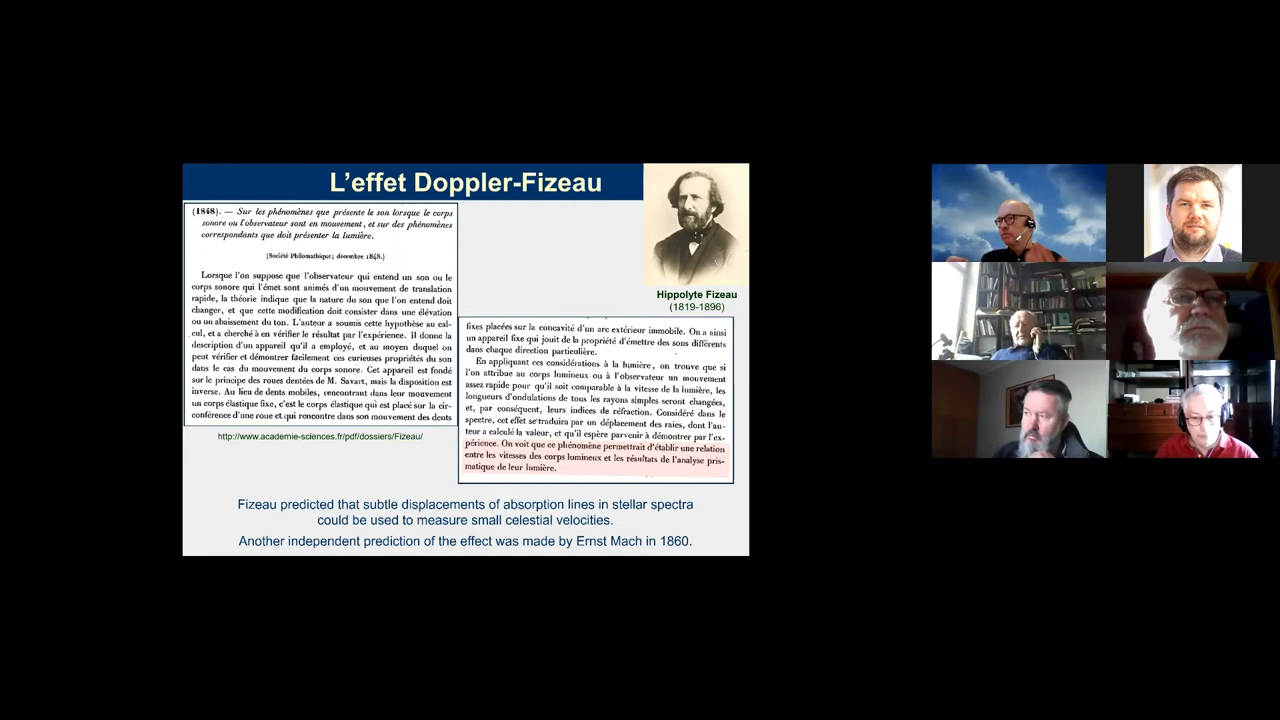 L'effet Doppler-Fizeau
(1848). — Sur les phénomènes que présente le son lorsque le corps
sonore ou l'observateur sont en mouvement, et sur des phénomènes
correspondants que doit présenter la lumière.
(Société Philomathique; décembre 1848.)
Lorsque l'on suppose que l'observateur qui entend un son ou le
corps sonore qui l'émet sont animés d'un mouvement de translation
rapide, la théorie indique que la nature du son que l'on entend doit
changer, et que cette modification doit consister dans une élévation
ou un abaissement du ton. L'auteur a soumis cette hypothèse au cal-
cul, et a cherché à en vérifier le résultat par l'expérience. Il donne la
description d'un appareil qu'il a employé, et au moyen duquel on
peut vérifier et démontrer facilement ces curieuses propriétés du son
dans le cas du mouvement du corps sonore. Cet appareil est fondé
sur le principe des roues dentées de M. Savart, mais la disposition est
inverse. Au lieu de dents mobiles, rencontrant dans leur mouvement
un corps élastique fixe, c'est le corps élastique qui est placé sur la cir-
conférence d'une roue et qui rencontre dans son mouvement des dents
http://www.academie-sciences.fr/pdf/dossiers/Fizeau/
Hippolyte Fizeau
(1819-1896)
fixes placées sur la concavité d'un arc extérieur immobile. On a ainsi
un appareil fixe qui jouit de la propriété d'émettre des sons différents
dans chaque direction particulière.
En appliquant ces considérations à la lumière, on trouve que si
l'on attribue au corps lumineux ou à l'observateur un mouvement
assez rapide pour qu'il soit comparable à la vitesse de la lumière, les
longueurs d'ondulations de tous les rayons simples seront changées,
et, par conséquent, leurs indices de réfraction. Considéré dans le
spectre, cet effet se traduira par un déplacement des raies, dont l'au-
teur a calculé la valeur, et qu'il espère parvenir à démontrer par l'ex-
périence. On voit que ce phénomène permettrait d'établir une relation
entre les vitesses des corps lumineux et les résultats de l'analyse pris-
matique de leur lumière.
Fizeau predicted that subtle displacements of absorption lines in stellar spectra
could be used to measure small celestial velocities.
Another independent prediction of the effect was made by Ernst Mach in 1860.